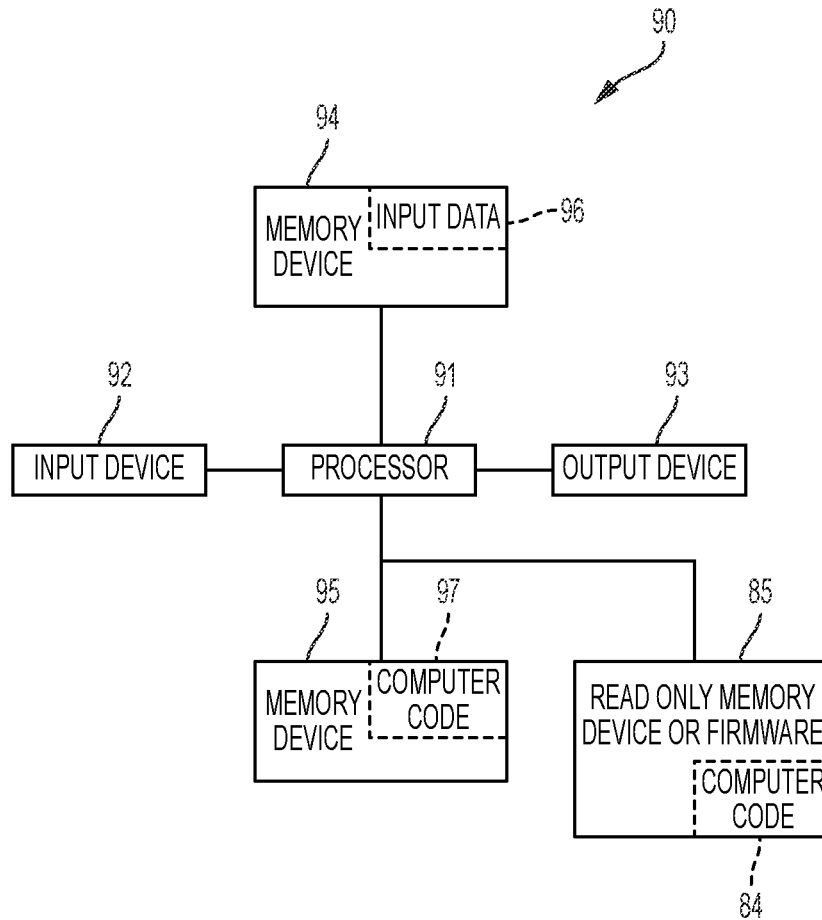 90
94
INPUT DATA
96
MEMORY
DEVICE
92
91
93
INPUT DEVICE
PROCESSOR
OUTPUT DEVICE
95
97
85
COMPUTER
CODE
MEMORY
DEVICE
READ ONLY MEMORY
DEVICE OR FIRMWARE
COMPUTER
CODE
84